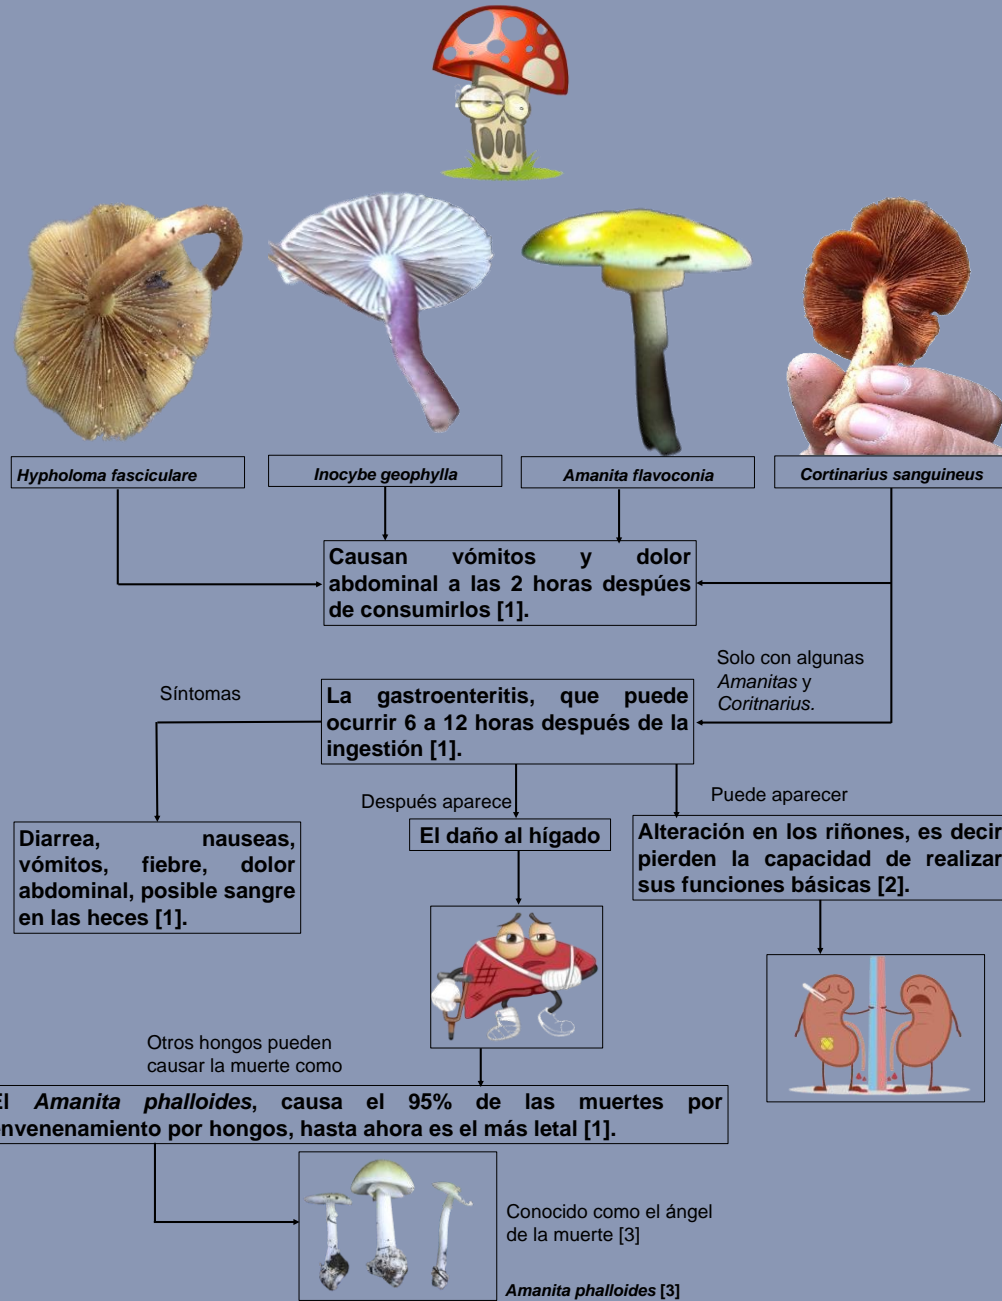 Hypholoma fasciculare
Inocybe geophylla
Amanita flavoconia
Cortinarius sanguineus
Causan vómitos y dolor
abdominal a las 2 horas despúes
de consumirlos [1].
Solo con algunas
Amanitas y
Coritnarius.
Síntomas
La gastroenteritis, que puede
ocurrir 6 a 12 horas después de la
ingestión [1].
Después aparece
Puede aparecer
Diarrea, nauseas,
vómitos, fiebre, dolor
abdominal, posible sangre
en las heces [1].
El daño al hígado
Alteración en los riñones, es decir
pierden la capacidad de realizar
sus funciones básicas [2].
Otros hongos pueden
causar la muerte como
El Amanita phalloides, causa el 95% de las muertes por
envenenamiento por hongos, hasta ahora es el más letal [1].
Conocido como el ángel
de la muerte [3]
Amanita phalloides [3]